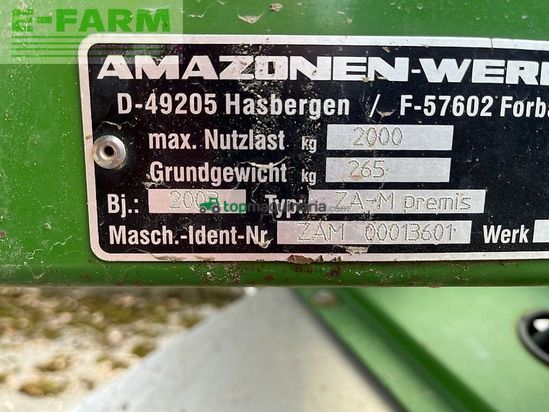 E-FARM
AMAZONEN-WER
D-49205 Hasbergen / F-57602 Forba
max. Nutzlast kg 2000
Grundgewicht kg 265
Bj.: Typ ZA-M premis
topmaquinaria.com
Masch.-Ident-Nr ZAM 00013601 Werk